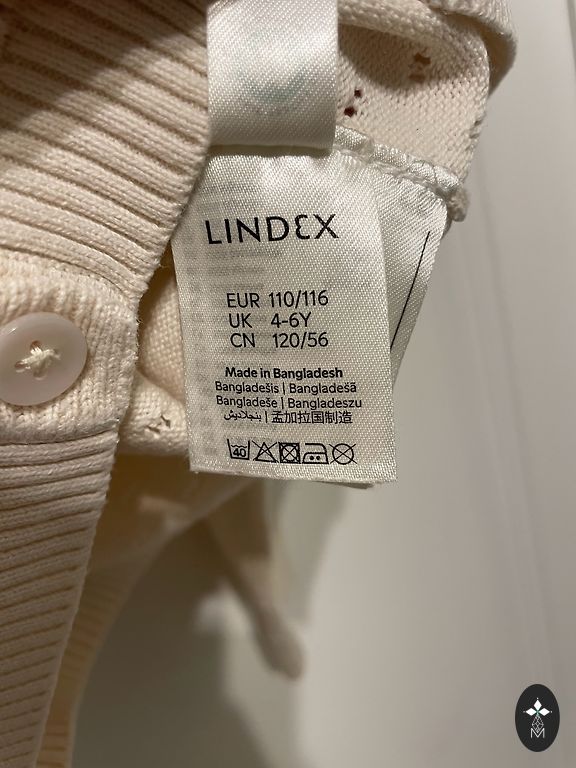 LINDEX
EUR 110/116
UK 4-6Y
CN 120/56
Made in Bangladesh
Bangladešis | Bangladešā
Bangladeše | Bangladeszu
بنجلاديش | 孟加拉国制造
40